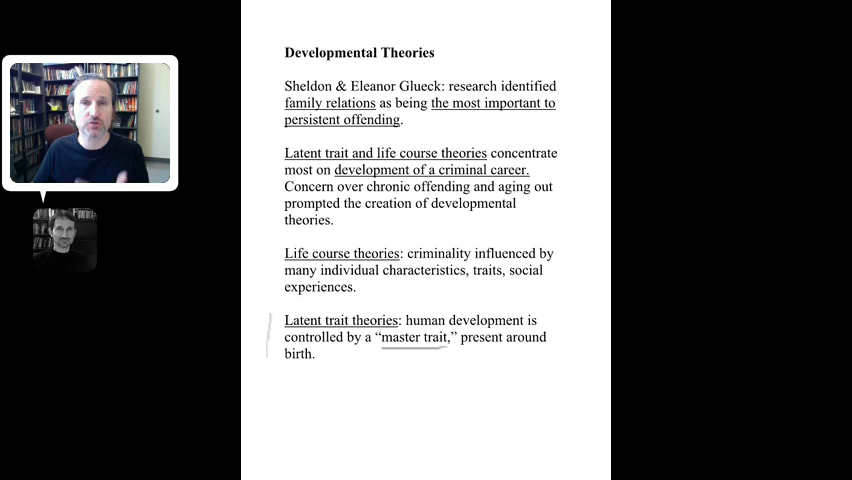 Developmental Theories
Sheldon & Eleanor Glueck: research identified
family relations as being the most important to
persistent offending.
Latent trait and life course theories concentrate
most on development of a criminal career.
Concern over chronic offending and aging out
prompted the creation of developmental
theories.
Life course theories: criminality influenced by
many individual characteristics, traits, social
experiences.
Latent trait theories: human development is
controlled by a “master trait,” present around
birth.